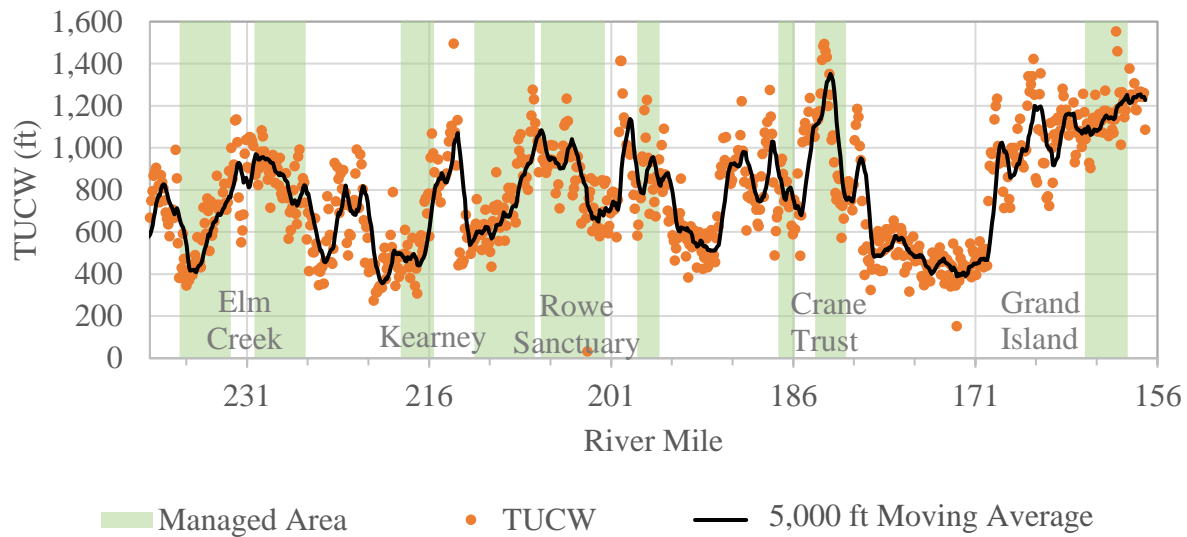 1,600
1,400
1,200
1,000
800
600
400
200
0
TUCW (ft)
Elm
Creek
Kearney
Rowe
Sanctuary
Crane
Trust
Grand
Island
231
216
201
186
171
156
River Mile
Managed Area
TUCW
5,000 ft Moving Average